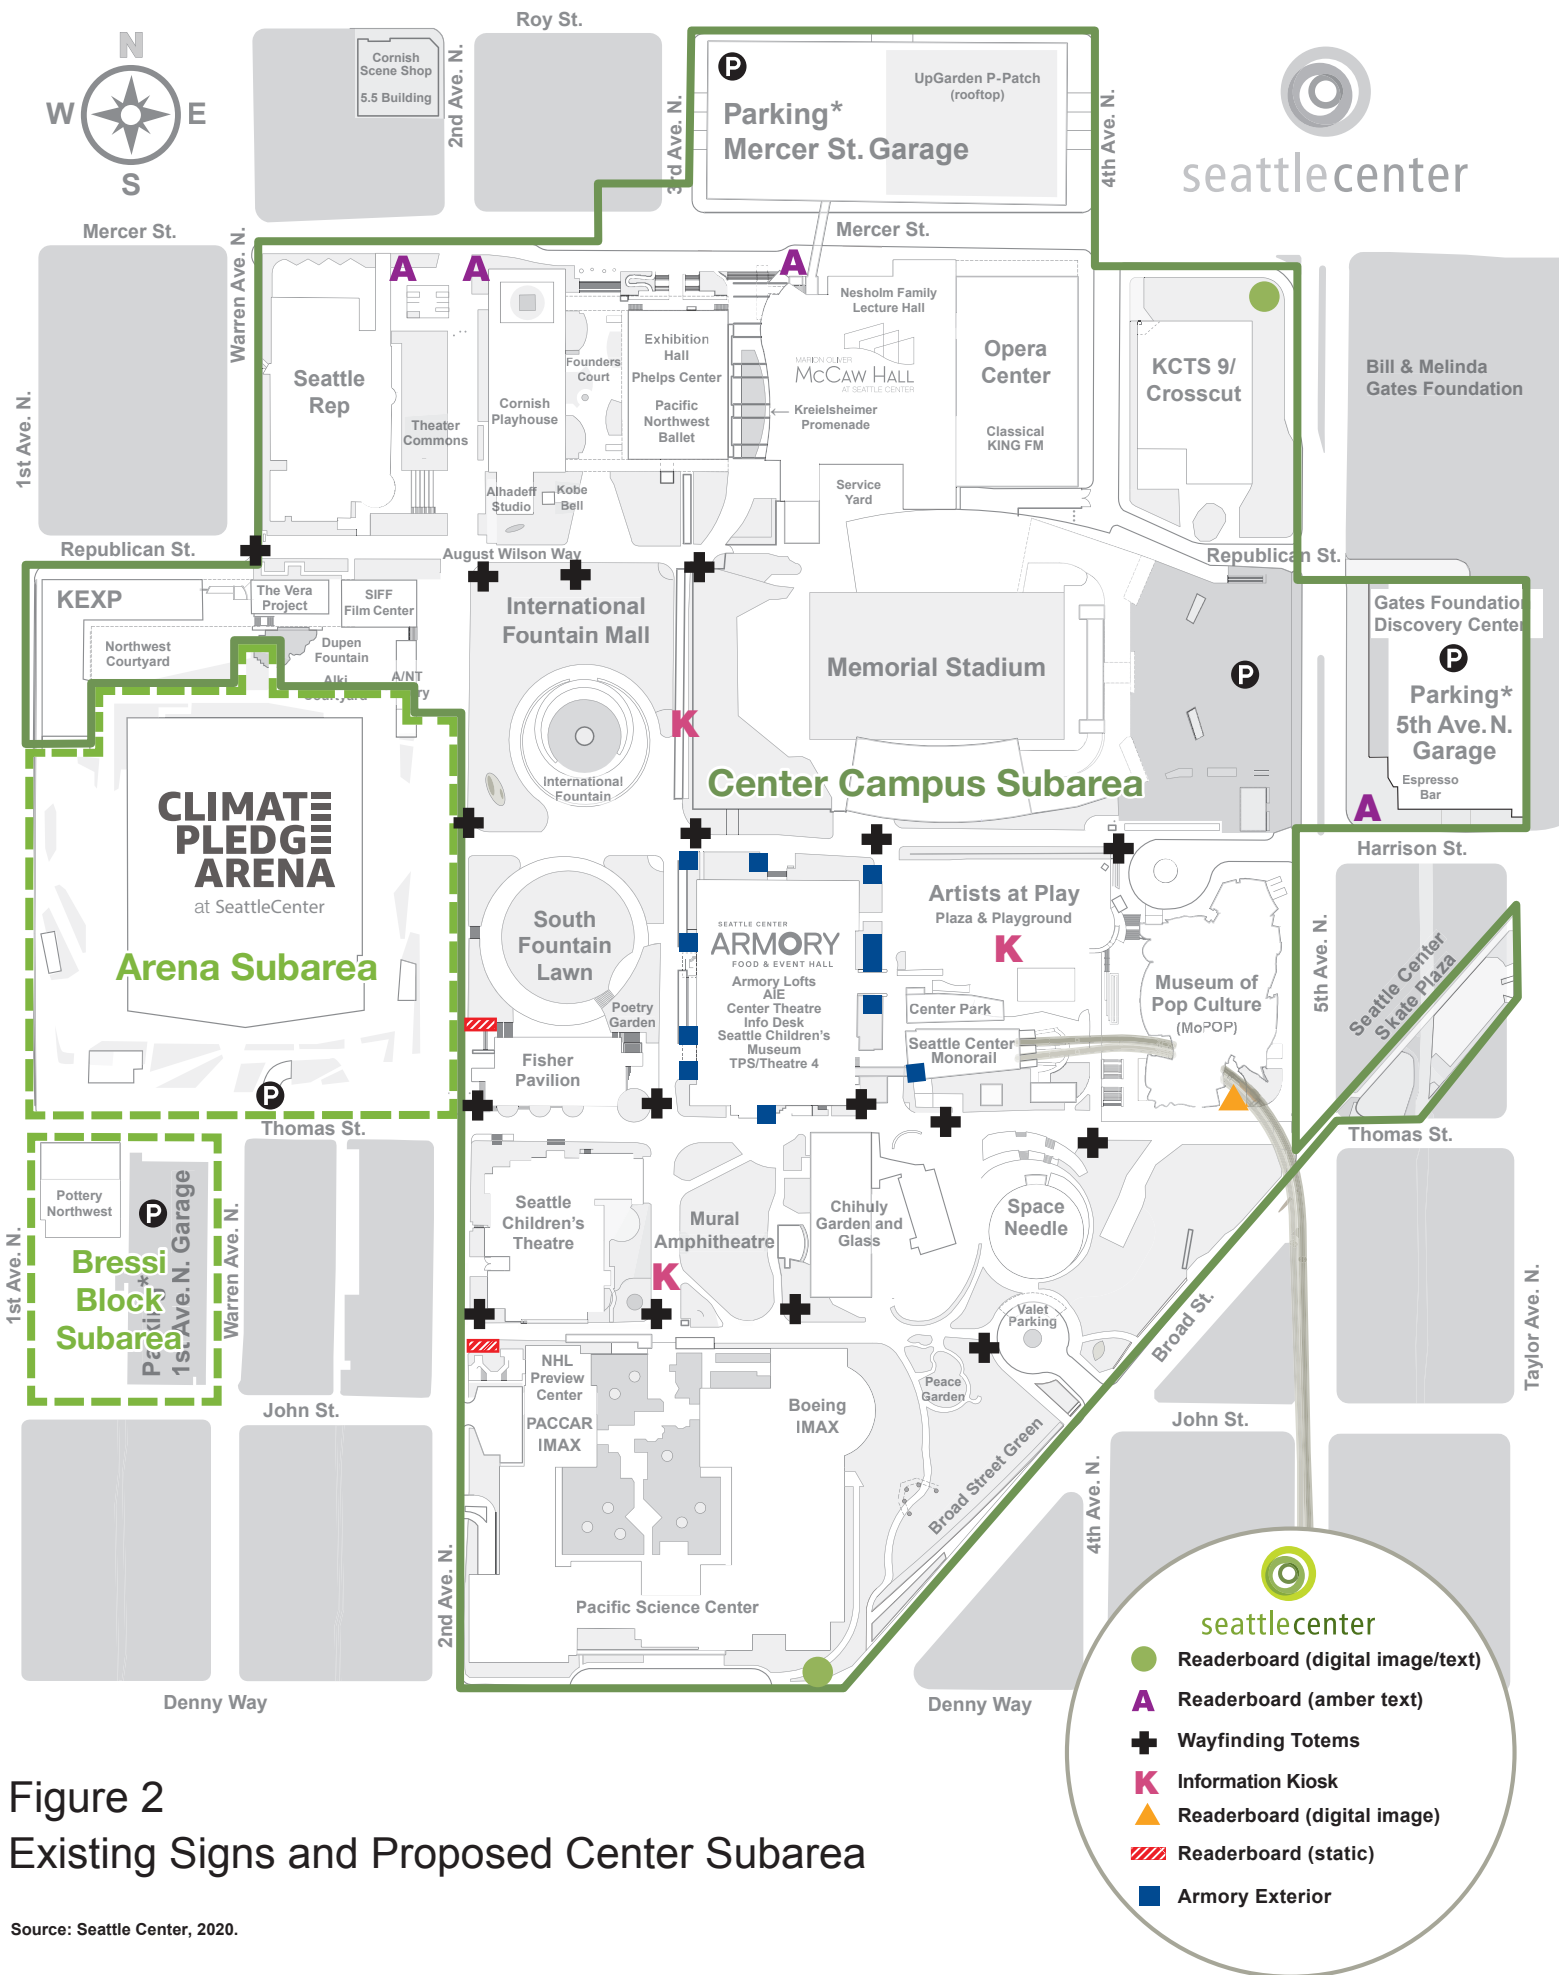 Roy St.
N
W
E
S
Cornish
Scene Shop
5.5 Building
2nd Ave. N.
3rd Ave. N.
P
Parking*
Mercer St. Garage
UpGarden P-Patch
(rooftop)
4th Ave. N.
seattlecenter
Mercer St.
Mercer St.
Warren Ave. N.
1st Ave. N.
A
A
A
Seattle
Rep
Theater
Commons
Cornish
Playhouse
Founders
Court
Exhibition
Hall
Phelps Center
Pacific
Northwest
Ballet
Nesholm Family
Lecture Hall
MARION OLIVER
McCAW HALL
AT SEATTLE CENTER
Kreielsheimer
Promenade
Opera
Center
Classical
KING FM
KCTS 9/
Crosscut
Bill & Melinda
Gates Foundation
Alhadeff
Studio
Kobe
Bell
Service
Yard
Republican St.
August Wilson Way
Republican St.
KEXP
The Vera
Project
SIFF
Film Center
Northwest
Courtyard
Dupen
Fountain
Alki
A/NT
International
Fountain Mall
International
Fountain
K
Memorial Stadium
P
Gates Foundation
Discovery Center
P
Parking*
5th Ave. N.
Garage
Espresso
Bar
A
Center Campus Subarea
CLIMATE
PLEDGE
ARENA
at SeattleCenter
Arena Subarea
P
Harrison St.
South
Fountain
Lawn
Poetry
Garden
Fisher
Pavilion
SEATTLE CENTER
ARMORY
FOOD & EVENT HALL
Armory Lofts
AIE
Center Theatre
Info Desk
Seattle Children's
Museum
TPS/Theatre 4
Artists at Play
Plaza & Playground
K
Center Park
Seattle Center
Monorail
Museum of
Pop Culture
(MoPOP)
5th Ave. N.
Seattle Center
Skate Plaza
Thomas St.
Thomas St.
Pottery
Northwest
P
Parking*
1st Ave. N. Garage
Bressi
Block
Subarea
1st Ave. N.
Warren Ave. N.
Seattle
Children's
Theatre
Mural
Amphitheatre
K
Chihuly
Garden and
Glass
Space
Needle
Valet
Parking
Broad St.
Taylor Ave. N.
John St.
John St.
NHL
Preview
Center
PACCAR
IMAX
Boeing
IMAX
Peace
Garden
Broad Street Green
4th Ave. N.
2nd Ave. N.
Pacific Science Center
Denny Way
Denny Way
seattlecenter
Readerboard (digital image/text)
A Readerboard (amber text)
Wayfinding Totems
K Information Kiosk
Readerboard (digital image)
Readerboard (static)
Armory Exterior
Figure 2
Existing Signs and Proposed Center Subarea
Source: Seattle Center, 2020.